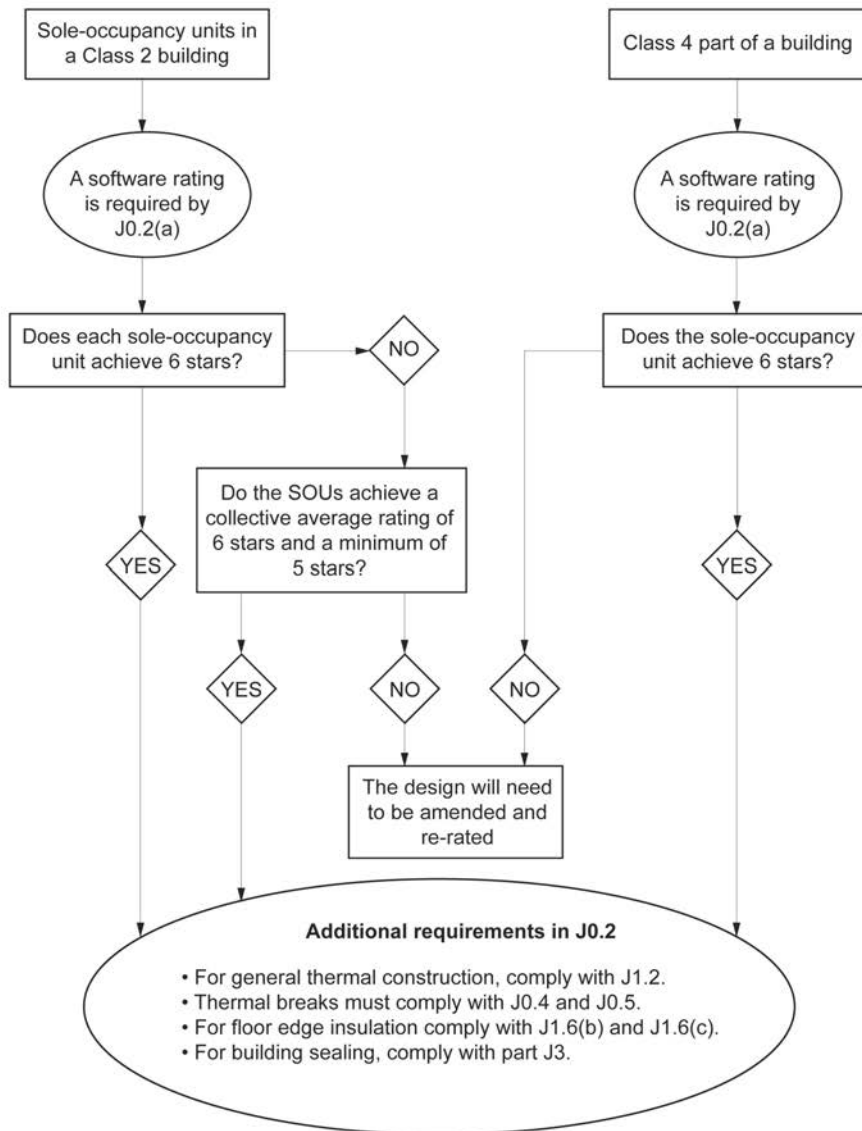 Sole-occupancy units in
a Class 2 building
Class 4 part of a building
A software rating
is required by
J0.2(a)
A software rating
is required by
J0.2(a)
Does each sole-occupancy
unit achieve 6 stars?
NO
Does the sole-occupancy
unit achieve 6 stars?
Do the SOUs achieve a
collective average rating of
6 stars and a minimum of
5 stars?
YES
YES
YES
NO
NO
The design will need
to be amended and
re-rated
Additional requirements in J0.2
• For general thermal construction, comply with J1.2.
• Thermal breaks must comply with J0.4 and J0.5.
• For floor edge insulation comply with J1.6(b) and J1.6(c).
• For building sealing, comply with part J3.